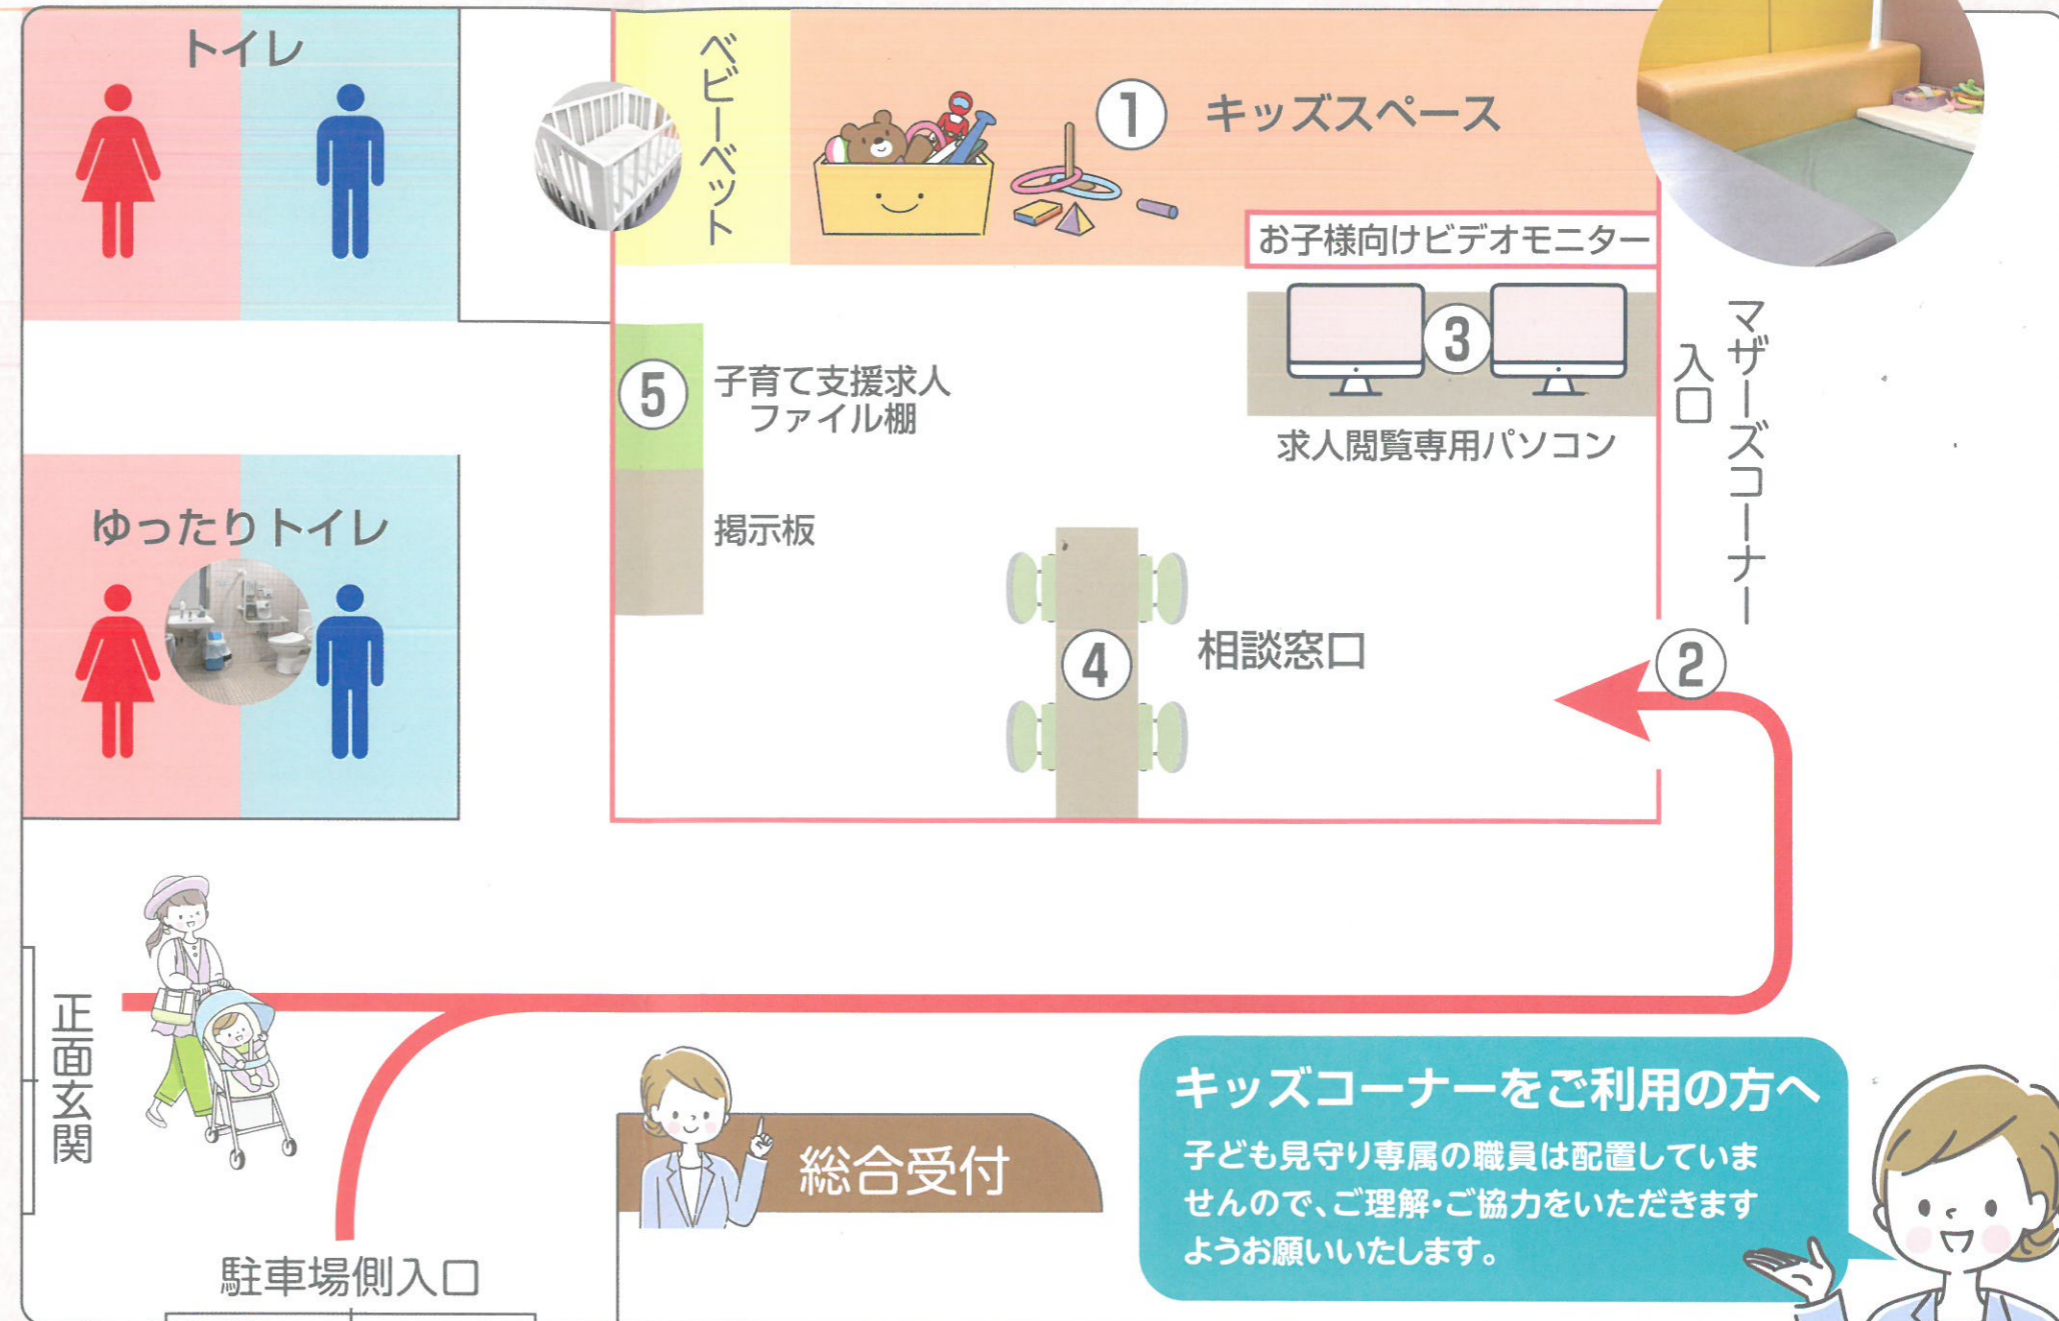 トイレ
ベビーベット
① キッズスペース
お子様向けビデオモニター
③
求人閲覧専用パソコン
マザーズコーナー
入口
⑤
子育て支援求人
ファイル棚
掲示板
ゆったりトイレ
④
相談窓口
②
正面玄関
総合受付
駐車場側入口
キッズコーナーをご利用の方へ
子ども見守り専属の職員は配置していま
せんので、ご理解・ご協力をいただきます
ようお願いいたします。